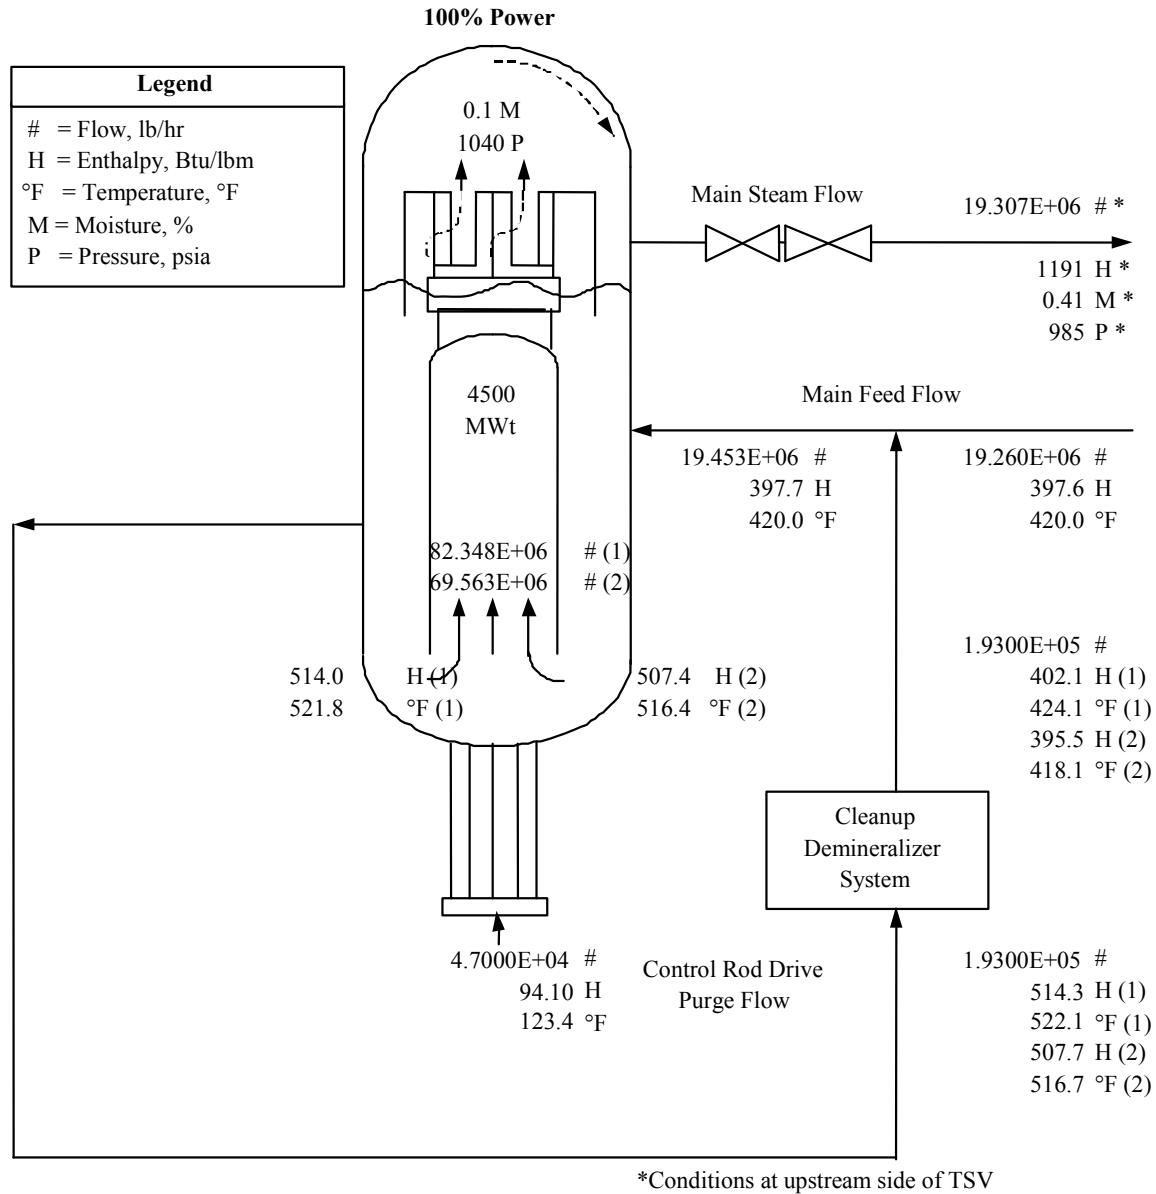 100% Power
Legend
# = Flow, lb/hr
H = Enthalpy, Btu/lbm
°F = Temperature, °F
M = Moisture, %
P = Pressure, psia
0.1 M
1040 P
Main Steam Flow
19.307E+06 # *
1191 H *
0.41 M *
985 P *
4500
MWt
Main Feed Flow
19.453E+06 #
397.7 H
420.0 °F
19.260E+06 #
397.6 H
420.0 °F
82.348E+06 # (1)
69.563E+06 # (2)
514.0 H (1)
521.8 °F (1)
507.4 H (2)
516.4 °F (2)
1.9300E+05 #
402.1 H (1)
424.1 °F (1)
395.5 H (2)
418.1 °F (2)
Cleanup
Demineralizer
System
4.7000E+04 #
94.10 H
123.4 °F
Control Rod Drive
Purge Flow
1.9300E+05 #
514.3 H (1)
522.1 °F (1)
507.7 H (2)
516.7 °F (2)
*Conditions at upstream side of TSV